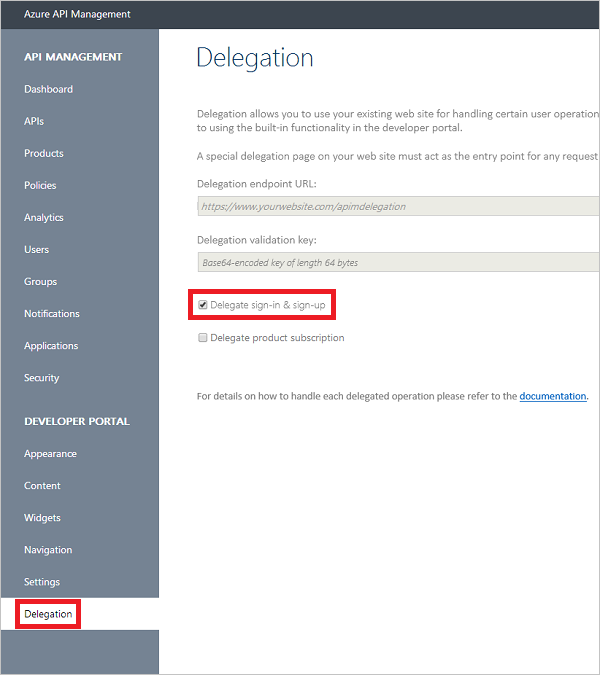 Azure API Management
API MANAGEMENT
Dashboard
APIs
Products
Policies
Analytics
Users
Groups
Notifications
Applications
Security
DEVELOPER PORTAL
Appearance
Content
Widgets
Navigation
Settings
Delegation
Delegation
Delegation allows you to use your existing web site for handling certain user operation
to using the built-in functionality in the developer portal.
A special delegation page on your web site must act as the entry point for any request
Delegation endpoint URL:
https://www.yourwebsite.com/apimdelegation
Delegation validation key:
Base64-encoded key of length 64 bytes
Delegate sign-in & sign-up
Delegate product subscription
For details on how to handle each delegated operation please refer to the documentation.